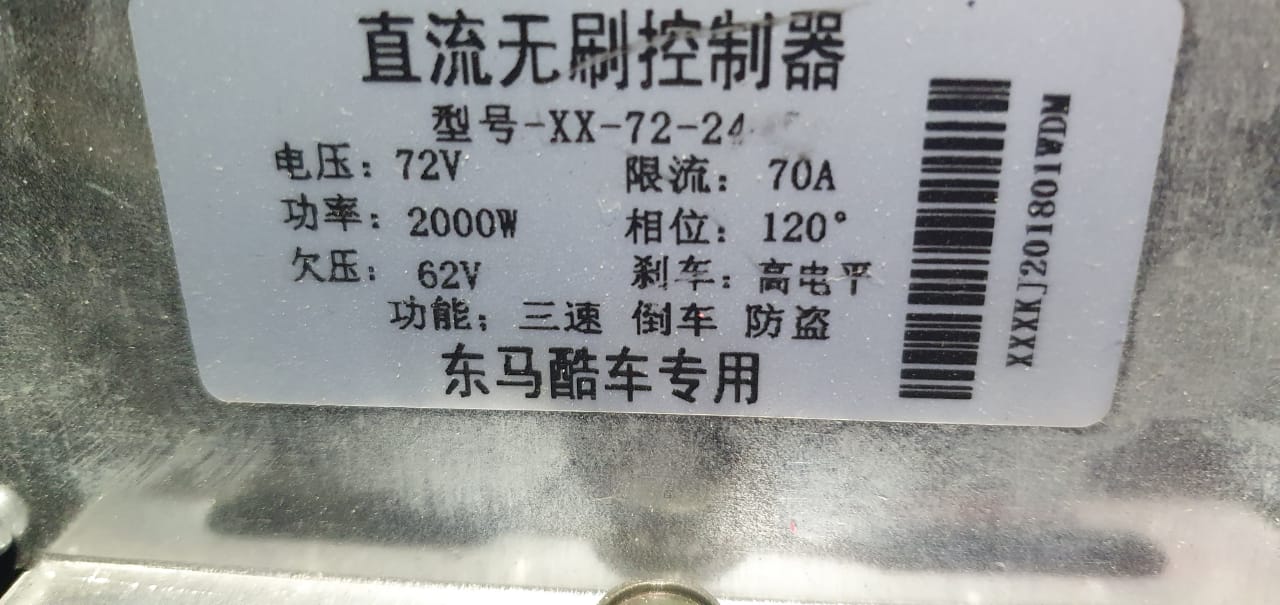 直流无刷控制器
型号-XX-72-24
电压：72V 限流：70A
功率：2000W 相位：120°
欠压：62V 刹车：高电平
功能：三速 倒车 防盗
东马酷车专用
XXXKJ201801WDM